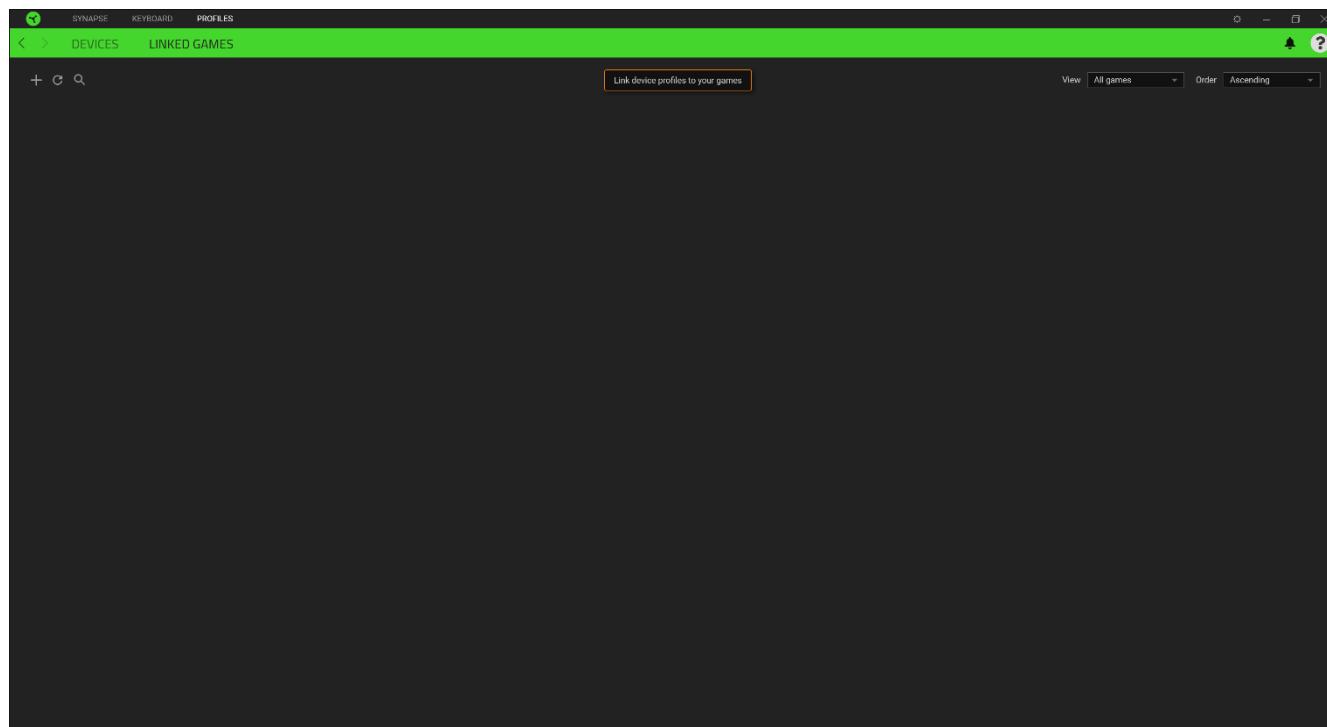 SYNAPSE KEYBOARD PROFILES
DEVICES LINKED GAMES ?
Link device profiles to your games View All games Order Ascending